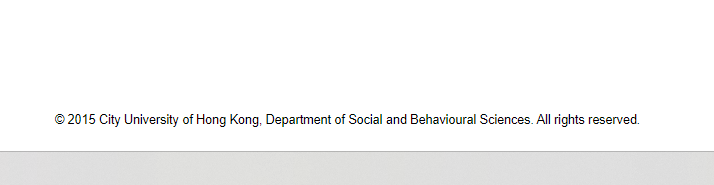 © 2015 City University of Hong Kong, Department of Social and Behavioural Sciences. All rights reserved.